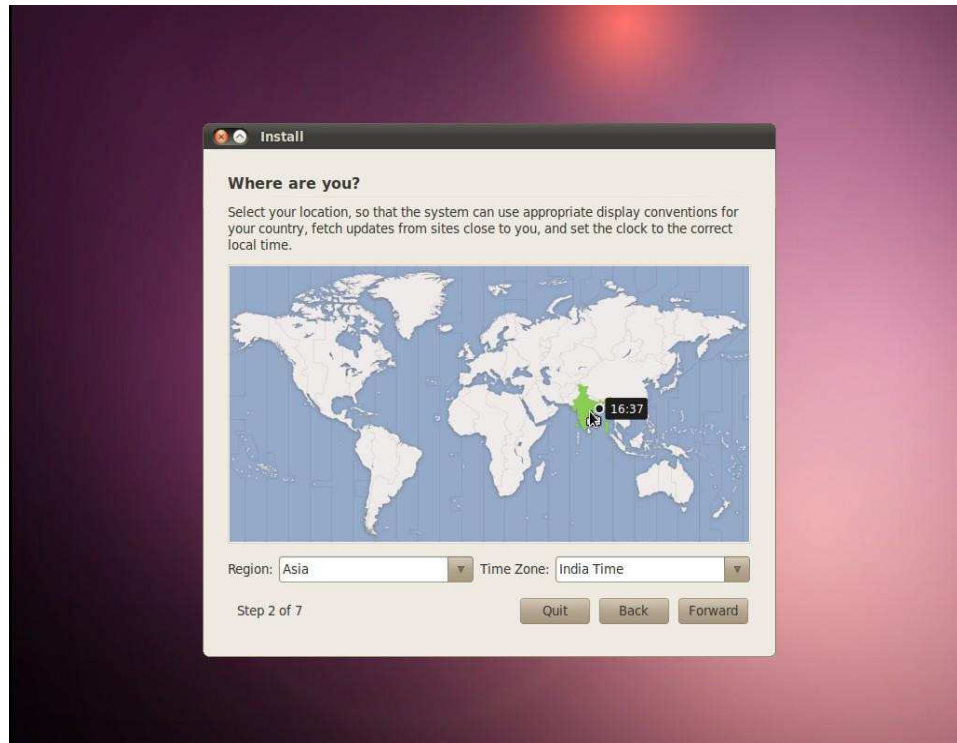 Install
Where are you?
Select your location, so that the system can use appropriate display conventions for
your country, fetch updates from sites close to you, and set the clock to the correct
local time.
16:37
Region: Asia Time Zone: India Time
Step 2 of 7 Quit Back Forward